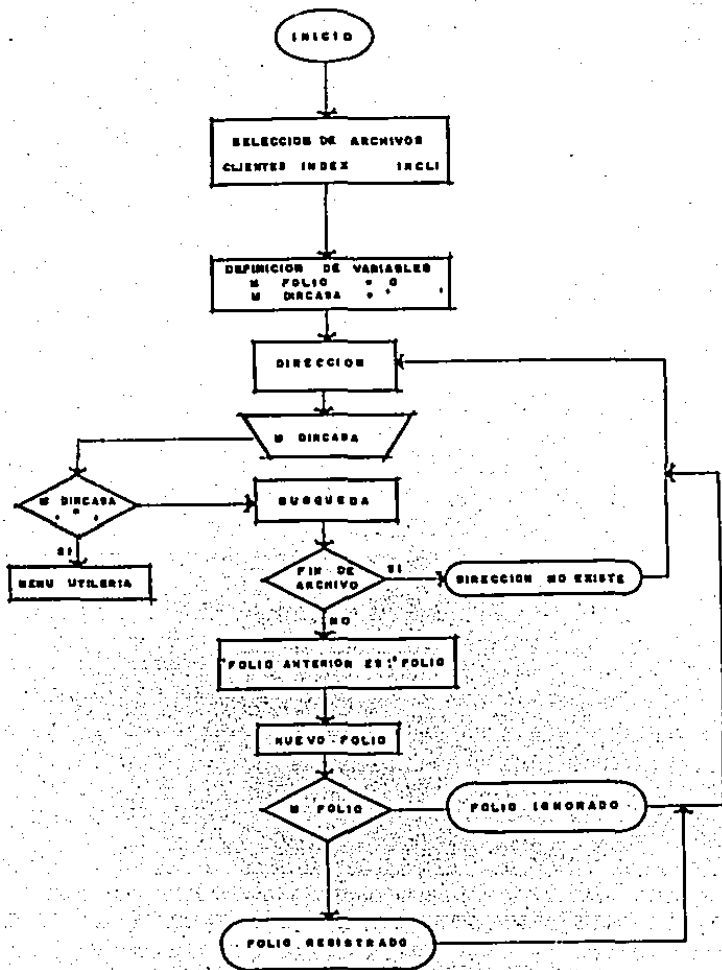 INICIO
SELECCION DE ARCHIVOS
CLIENTES INDEX INCLI
DEFINICION DE VARIABLES
M FOLIO = 0
M DIRCASA = ' '
DIRECCION
M DIRCASA
M DIRCASA
= " "
BUSQUEDA
SI
MENU UTILERIA
FIN DE
ARCHIVO
SI
DIRECCION NO EXISTE
NO
"FOLIO ANTERIOR ES:" FOLIO
NUEVO FOLIO
M FOLIO
FOLIO IGNORADO
FOLIO REGISTRADO